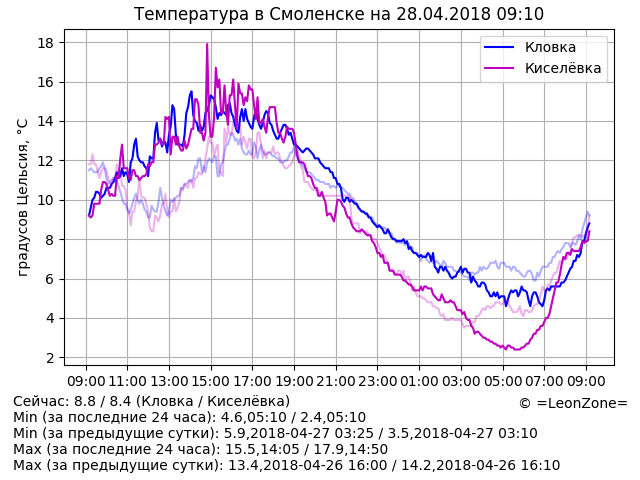 Температура в Смоленске на 28.04.2018 09:10
Кловка
Киселёвка
градусов Цельсия, °C
18
16
14
12
10
8
6
4
2
09:00 11:00 13:00 15:00 17:00 19:00 21:00 23:00 01:00 03:00 05:00 07:00 09:00
Сейчас: 8.8 / 8.4 (Кловка / Киселёвка)
© =LeonZone=
Min (за последние 24 часа): 4.6,05:10 / 2.4,05:10
Min (за предыдущие сутки): 5.9,2018-04-27 03:25 / 3.5,2018-04-27 03:10
Max (за последние 24 часа): 15.5,14:05 / 17.9,14:50
Max (за предыдущие сутки): 13.4,2018-04-26 16:00 / 14.2,2018-04-26 16:10